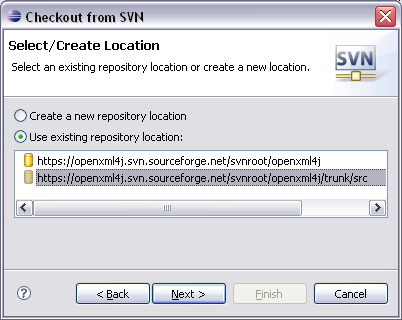 Checkout from SVN
Select/Create Location
Select an existing repository location or create a new location.
SVN
Create a new repository location
Use existing repository location:
https://openxml4j.svn.sourceforge.net/svnroot/openxml4j
https://openxml4j.svn.sourceforge.net/svnroot/openxml4j/trunk/src
?
< Back
Next >
Finish
Cancel